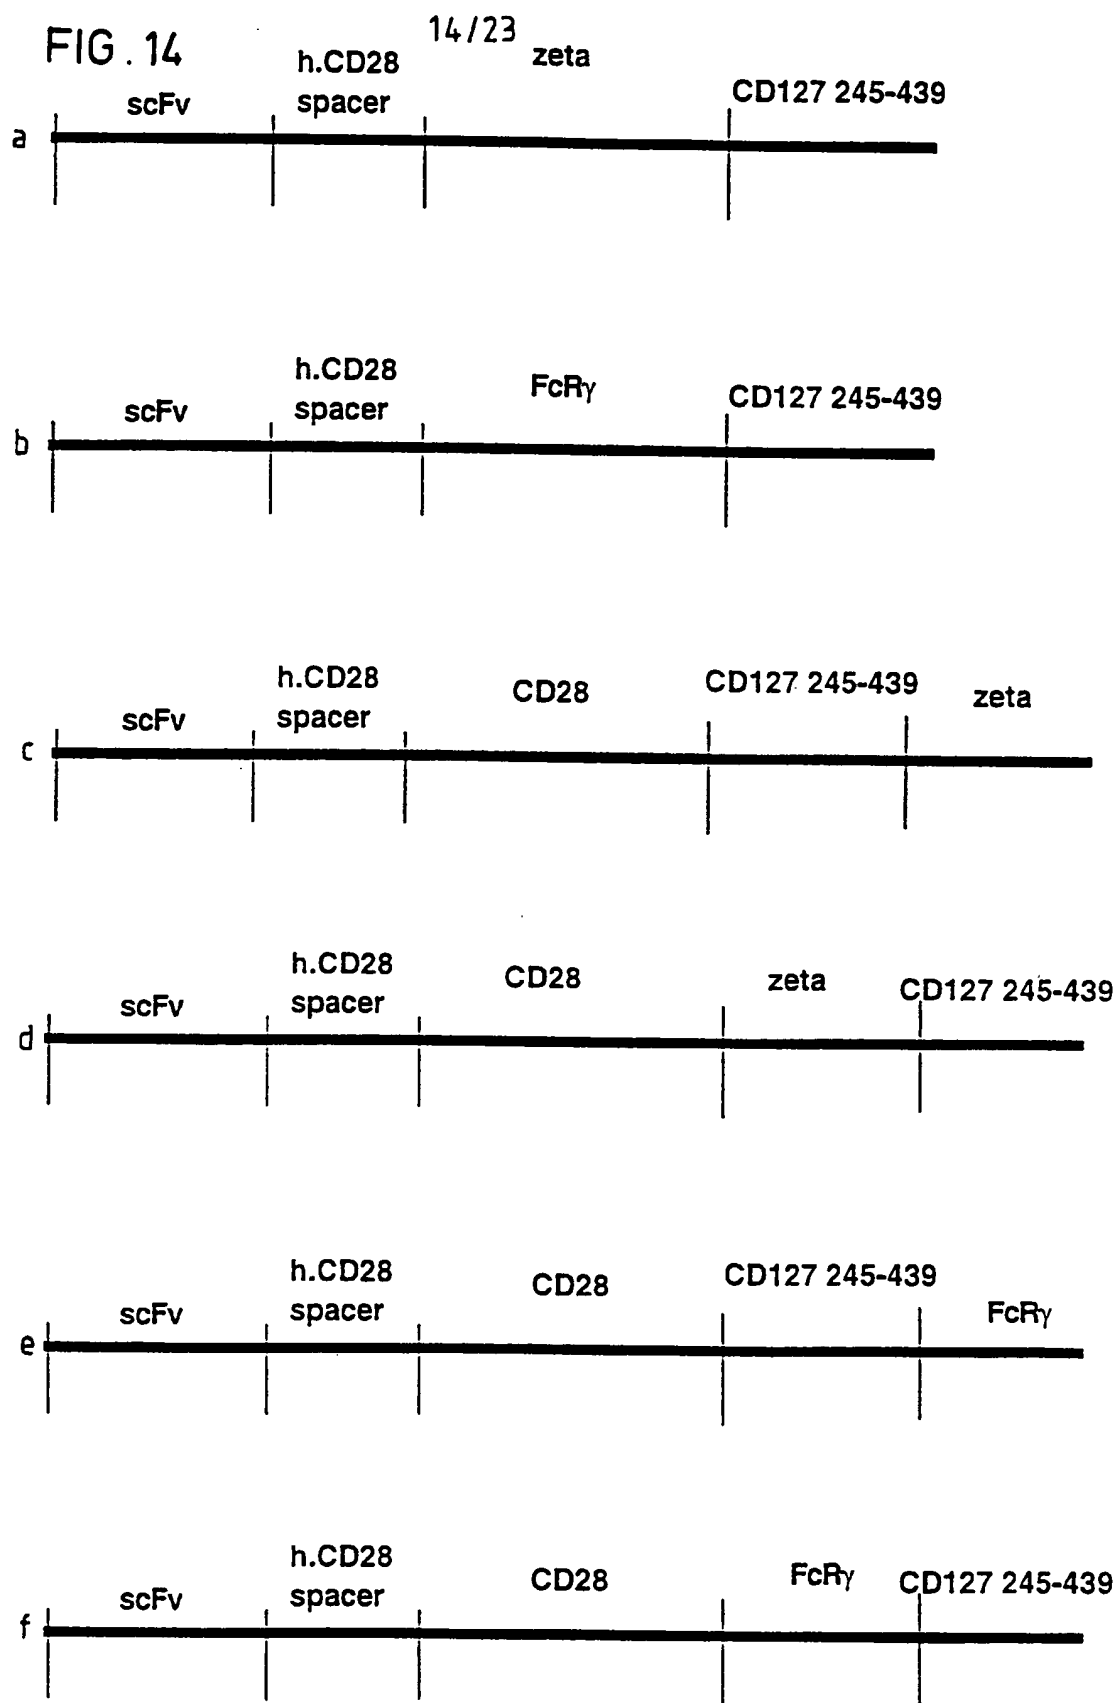 FIG. 14
14/23
scFv
h.CD28
spacer
zeta
CD127 245-439
a
scFv
h.CD28
spacer
FcRγ
CD127 245-439
b
scFv
h.CD28
spacer
CD28
CD127 245-439
zeta
c
scFv
h.CD28
spacer
CD28
zeta
CD127 245-439
d
scFv
h.CD28
spacer
CD28
CD127 245-439
FcRγ
e
scFv
h.CD28
spacer
CD28
FcRγ
CD127 245-439
f